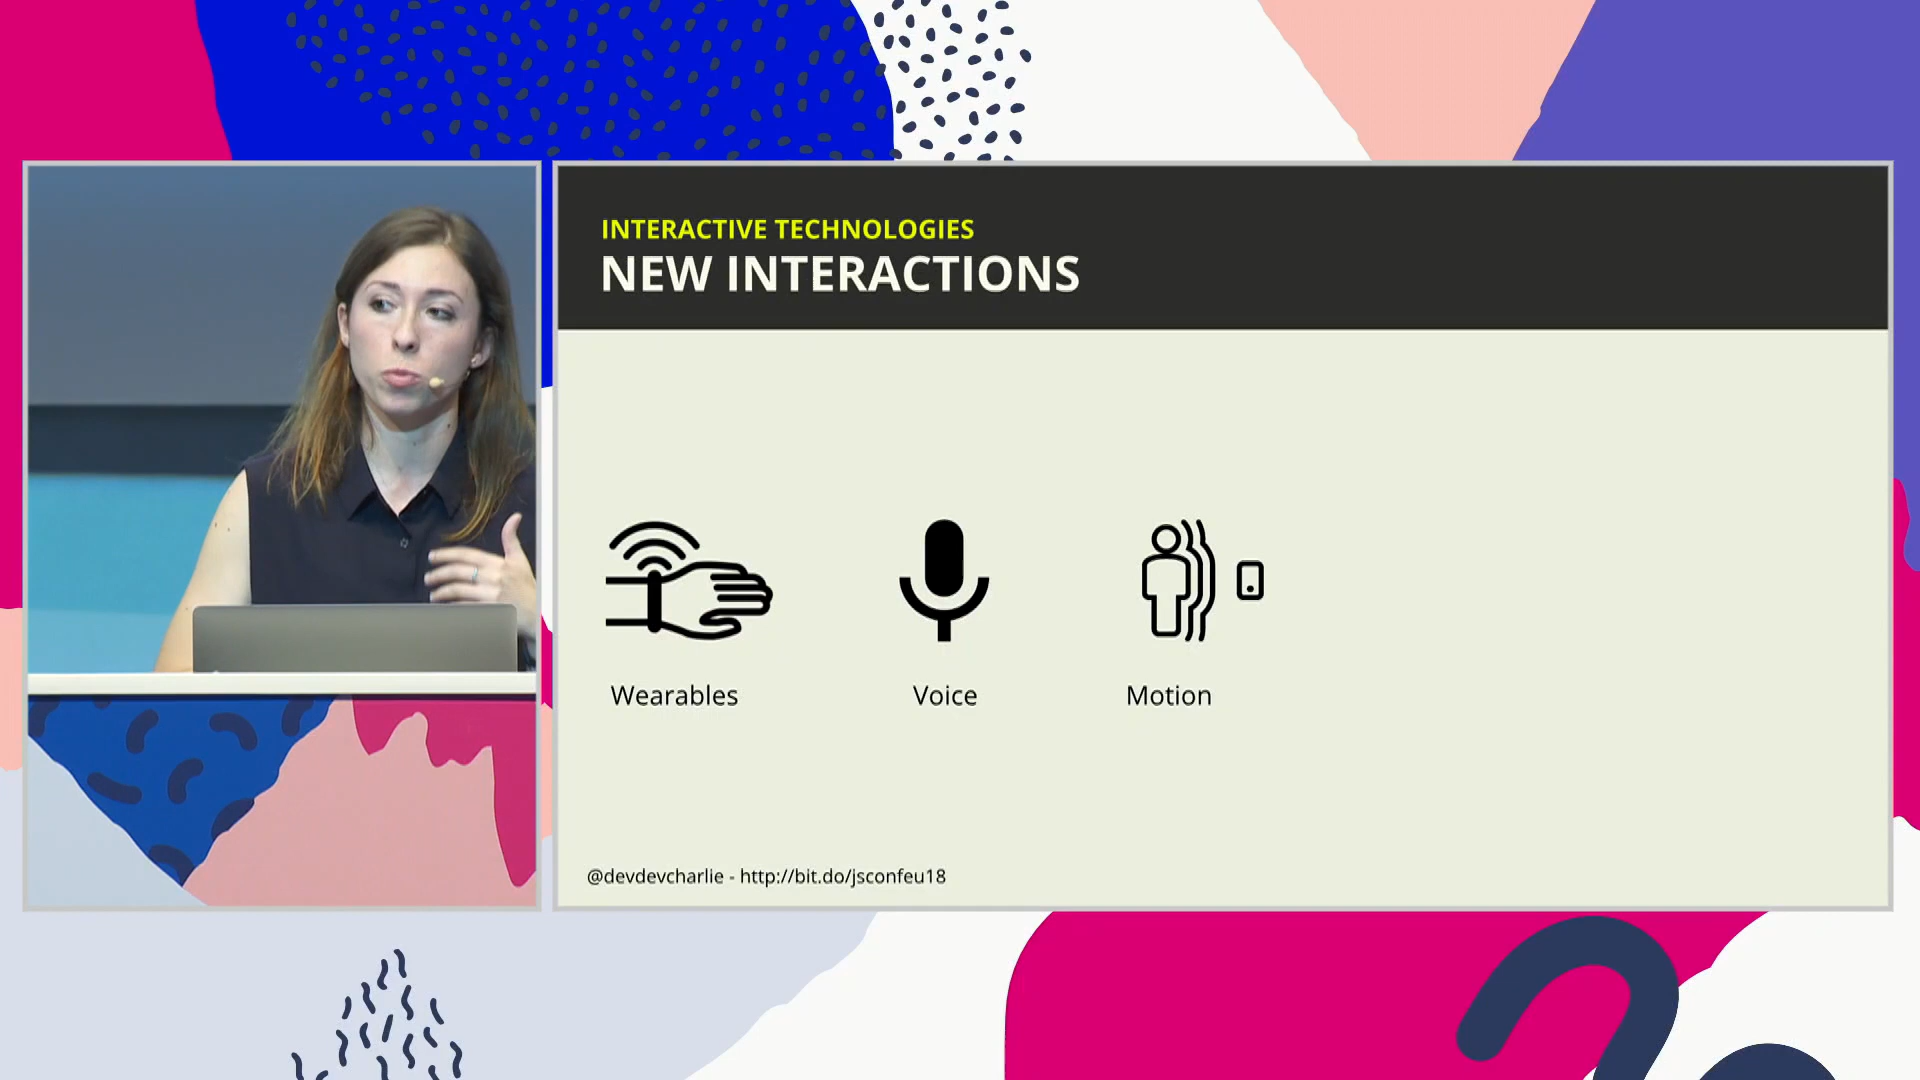 INTERACTIVE TECHNOLOGIES
NEW INTERACTIONS
Wearables Voice Motion
@devdevcharlie - http://bit.do/jsconfeu18